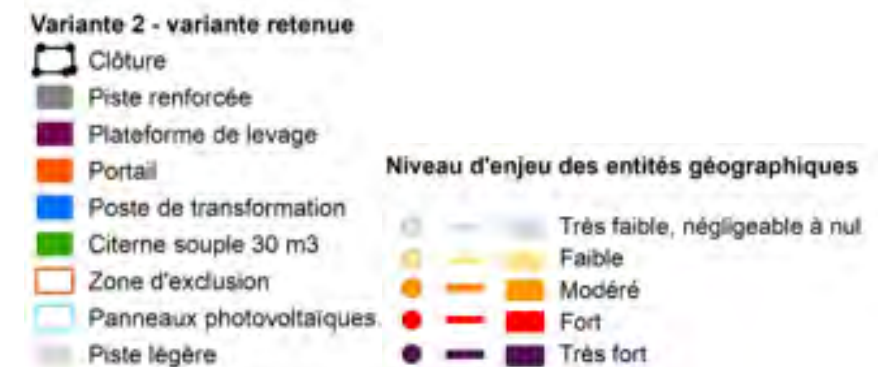 Variante 2 - variante retenue
Clôture
Piste renforcée
Plateforme de levage
Portail
Poste de transformation
Citerne souple 30 m3
Zone d'exclusion
Panneaux photovoltaïques
Piste légère
Niveau d'enjeu des entités géographiques
Très faible, négligeable à nul
Faible
Modéré
Fort
Très fort